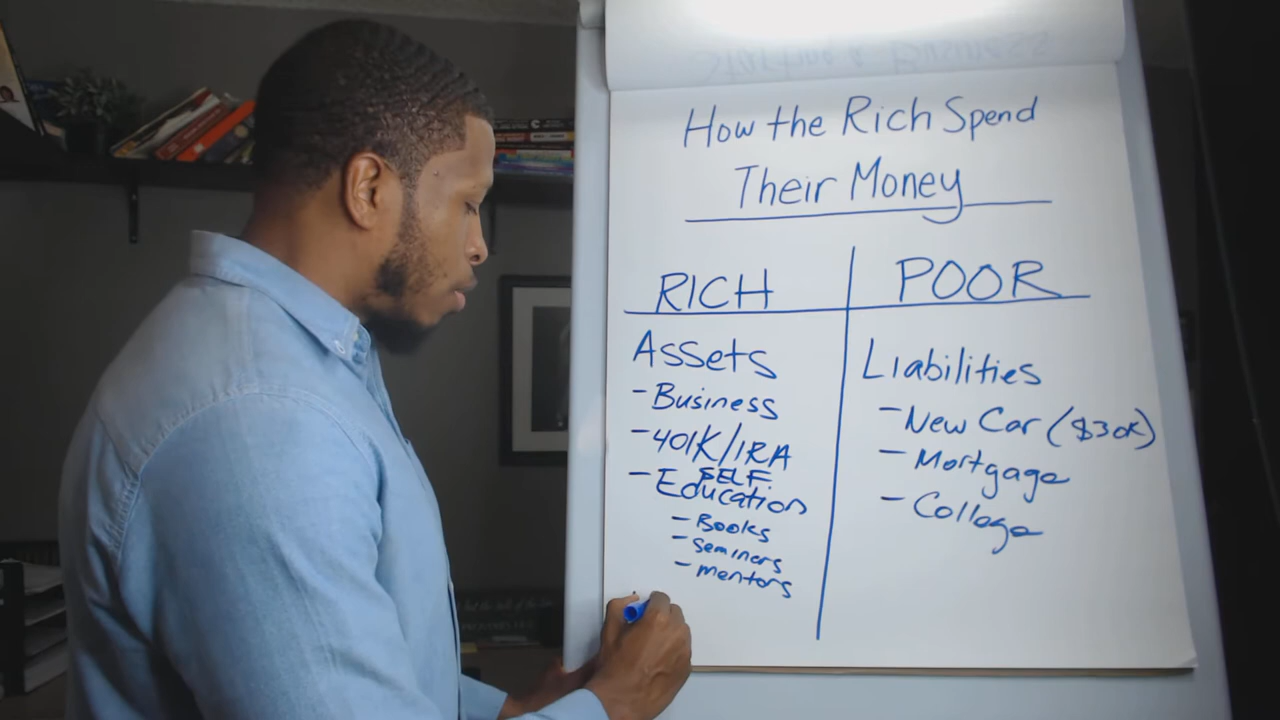 How the Rich Spend
Their Money
RICH
Assets
- Business
- 401K/IRA
- SELF
Education
- Books
- Seminers
- mentors
POOR
Liabilities
- New Car ($30K)
- Mortgage
- College